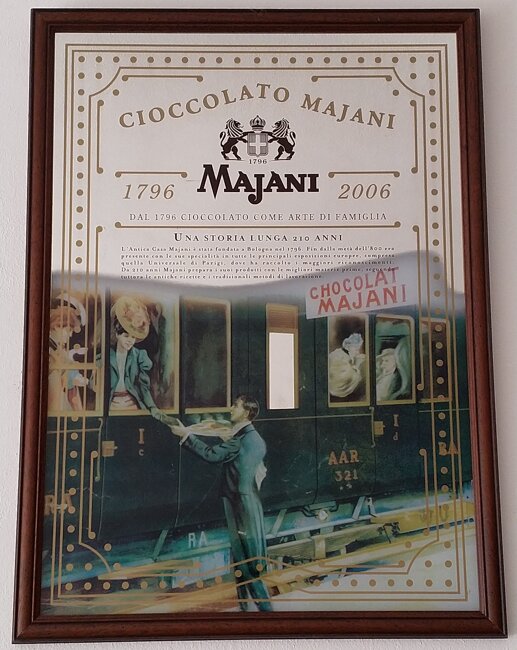 CIOCCOLATO MAJANI
1796
MAJANI
1796 2006
DAL 1796 CIOCCOLATO COME ARTE DI FAMIGLIA
UNA STORIA LUNGA 210 ANNI
L'Antica Casa Majani è stata fondata a Bologna nel 1796. Fin dalla metà dell'800 era
presente con le sue specialità in tutte le principali esposizioni europee, compresa
quella Universale di Parigi, dove ha raccolto i maggiori riconoscimenti.
Da 210 anni Majani prepara i suoi prodotti con le migliori materie prime, seguendo
tuttora le antiche ricette e i tradizionali metodi di lavorazione.
CHOCOLAT
MAJANI
I
c
I
d
RA
AAR
321
RA
RA